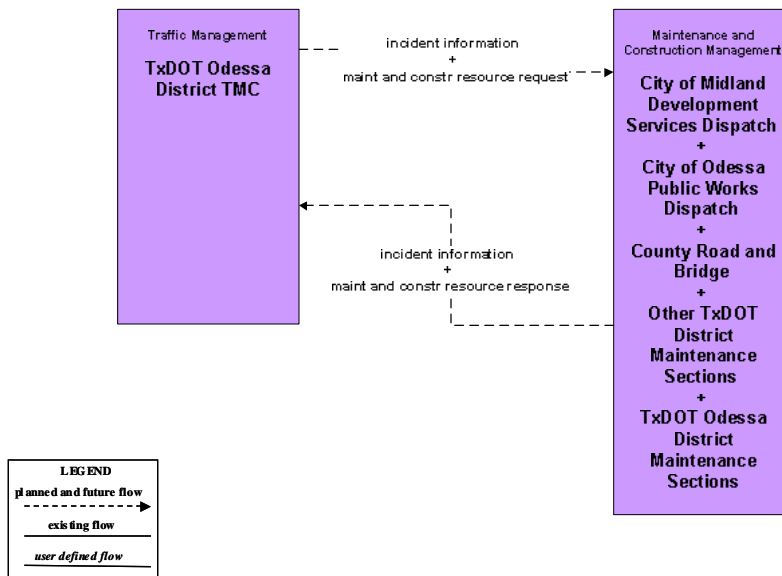 Traffic Management
TxDOT Odessa
District TMC
incident information
+
maint and constr resource request
Maintenance and
Construction Management
City of Midland
Development
Services Dispatch
+
City of Odessa
Public Works
Dispatch
+
County Road and
Bridge
+
Other TxDOT
District
Maintenance
Sections
+
TxDOT Odessa
District
Maintenance
Sections
incident information
+
maint and constr resource response
LEGEND
planned and future flow
existing flow
user defined flow